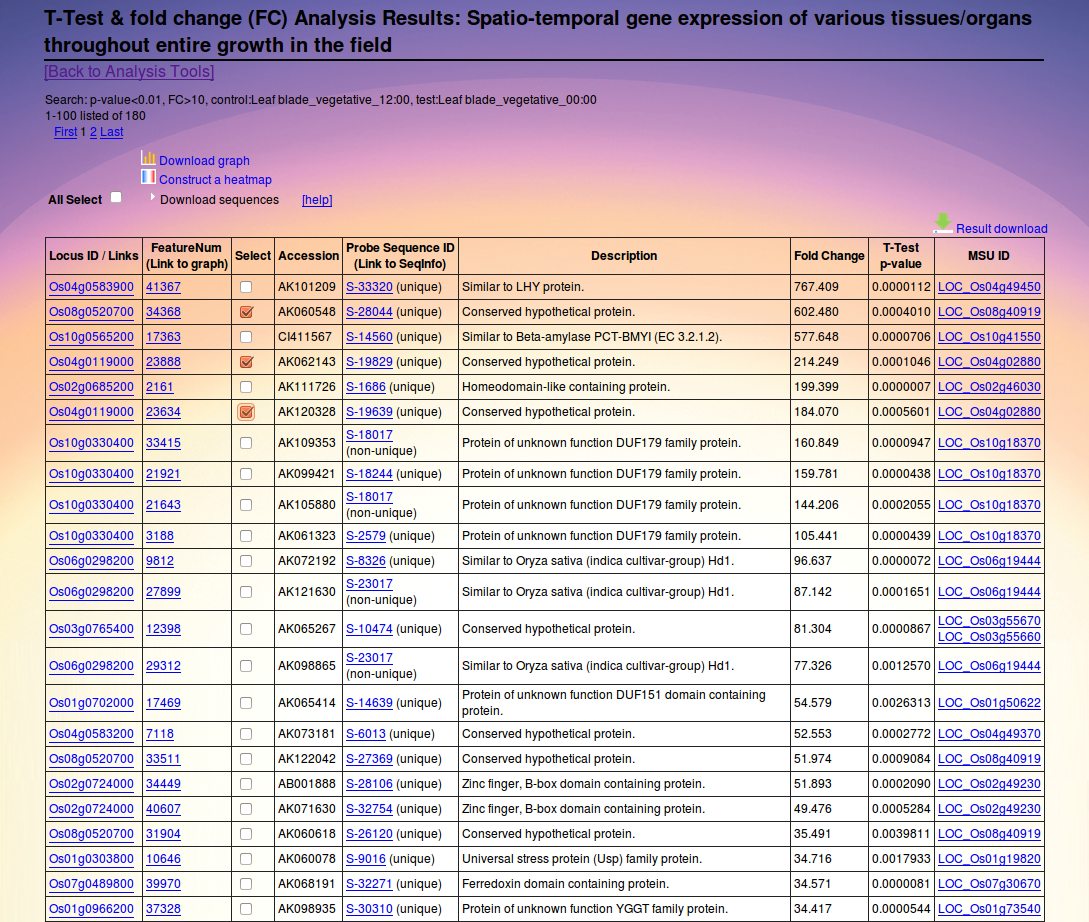 T-Test & fold change (FC) Analysis Results: Spatio-temporal gene expression of various tissues/organs
throughout entire growth in the field
[Back to Analysis Tools]
Search: p-value<0.01, FC>10, control:Leaf blade_vegetative_12:00, test:Leaf blade_vegetative_00:00
1-100 listed of 180
First 1 2 Last
Download graph
Construct a heatmap
All Select Download sequences [help]
Result download
Locus ID / Links FeatureNum (Link to graph) Select Accession Probe Sequence ID (Link to SeqInfo) Description Fold Change T-Test p-value MSU ID
Os04g0583900 41367 AK101209 S-33320 (unique) Similar to LHY protein. 767.409 0.0000112 LOC_Os04g49450
Os08g0520700 34368 AK060548 S-28044 (unique) Conserved hypothetical protein. 602.480 0.0004010 LOC_Os08g40919
Os10g0565200 17363 CI411567 S-14560 (unique) Similar to Beta-amylase PCT-BMYI (EC 3.2.1.2). 577.648 0.0000706 LOC_Os10g41550
Os04g0119000 23888 AK062143 S-19829 (unique) Conserved hypothetical protein. 214.249 0.0001046 LOC_Os04g02880
Os02g0685200 2161 AK111726 S-1686 (unique) Homeodomain-like containing protein. 199.399 0.0000007 LOC_Os02g46030
Os04g0119000 23634 AK120328 S-19639 (unique) Conserved hypothetical protein. 184.070 0.0005601 LOC_Os04g02880
Os10g0330400 33415 AK109353 S-18017 (non-unique) Protein of unknown function DUF179 family protein. 160.849 0.0000947 LOC_Os10g18370
Os10g0330400 21921 AK099421 S-18244 (unique) Protein of unknown function DUF179 family protein. 159.781 0.0000438 LOC_Os10g18370
Os10g0330400 21643 AK105880 S-18017 (non-unique) Protein of unknown function DUF179 family protein. 144.206 0.0002055 LOC_Os10g18370
Os10g0330400 3188 AK061323 S-2579 (unique) Protein of unknown function DUF179 family protein. 105.441 0.0000439 LOC_Os10g18370
Os06g0298200 9812 AK072192 S-8326 (unique) Similar to Oryza sativa (indica cultivar-group) Hd1. 96.637 0.0000072 LOC_Os06g19444
Os06g0298200 27899 AK121630 S-23017 (non-unique) Similar to Oryza sativa (indica cultivar-group) Hd1. 87.142 0.0001651 LOC_Os06g19444
Os03g0765400 12398 AK065267 S-10474 (unique) Conserved hypothetical protein. 81.304 0.0000867 LOC_Os03g55670 LOC_Os03g55660
Os06g0298200 29312 AK098865 S-23017 (non-unique) Similar to Oryza sativa (indica cultivar-group) Hd1. 77.326 0.0012570 LOC_Os06g19444
Os01g0702000 17469 AK065414 S-14639 (unique) Protein of unknown function DUF151 domain containing protein. 54.579 0.0026313 LOC_Os01g50622
Os04g0583200 7118 AK073181 S-6013 (unique) Conserved hypothetical protein. 52.553 0.0002772 LOC_Os04g49370
Os08g0520700 33511 AK122042 S-27369 (unique) Conserved hypothetical protein. 51.974 0.0009084 LOC_Os08g40919
Os02g0724000 34449 AB001888 S-28106 (unique) Zinc finger, B-box domain containing protein. 51.893 0.0002090 LOC_Os02g49230
Os02g0724000 40607 AK071630 S-32754 (unique) Zinc finger, B-box domain containing protein. 49.476 0.0005284 LOC_Os02g49230
Os08g0520700 31904 AK060618 S-26120 (unique) Conserved hypothetical protein. 35.491 0.0039811 LOC_Os08g40919
Os01g0303800 10646 AK060078 S-9016 (unique) Universal stress protein (Usp) family protein. 34.716 0.0017933 LOC_Os01g19820
Os07g0489800 39970 AK068191 S-32271 (unique) Ferredoxin domain containing protein. 34.571 0.0000081 LOC_Os07g30670
Os01g0966200 37328 AK098935 S-30310 (unique) Protein of unknown function YGGT family protein. 34.417 0.0000544 LOC_Os01g73540